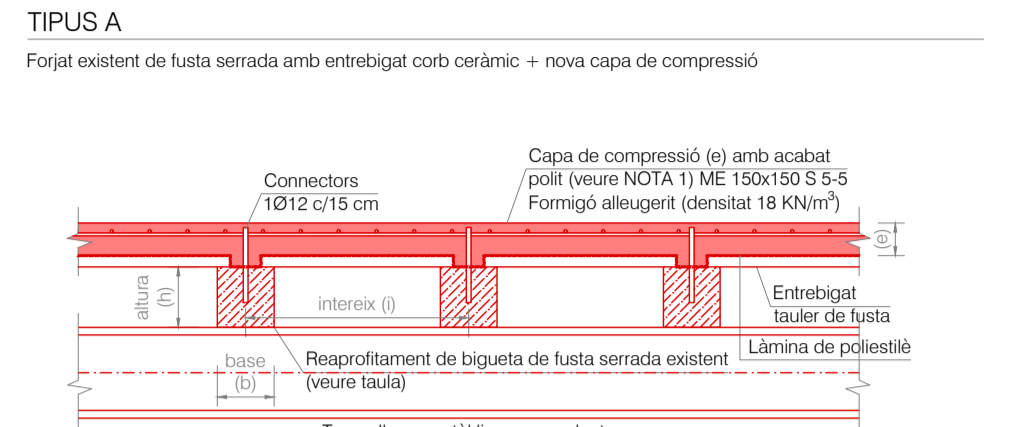 TIPUS A
Forjat existent de fusta serrada amb entrebigat corb ceràmic + nova capa de compressió
Capa de compressió (e) amb acabat
polit (veure NOTA 1) ME 150x150 S 5-5
Formigó alleugerit (densitat 18 KN/m³)
Connectors
1Ø12 c/15 cm
(e)
altura
(h)
intereix (i)
Entrebigat
tauler de fusta
Làmina de poliestilè
Reaprofitament de bigueta de fusta serrada existent
(veure taula)
base
(b)